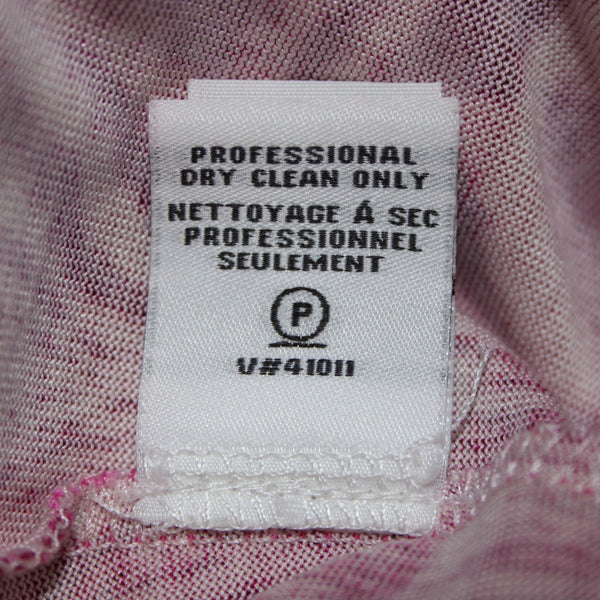 PROFESSIONAL
DRY CLEAN ONLY
NETTOYAGE Á SEC
PROFESSIONNEL
SEULEMENT
P
V#41011